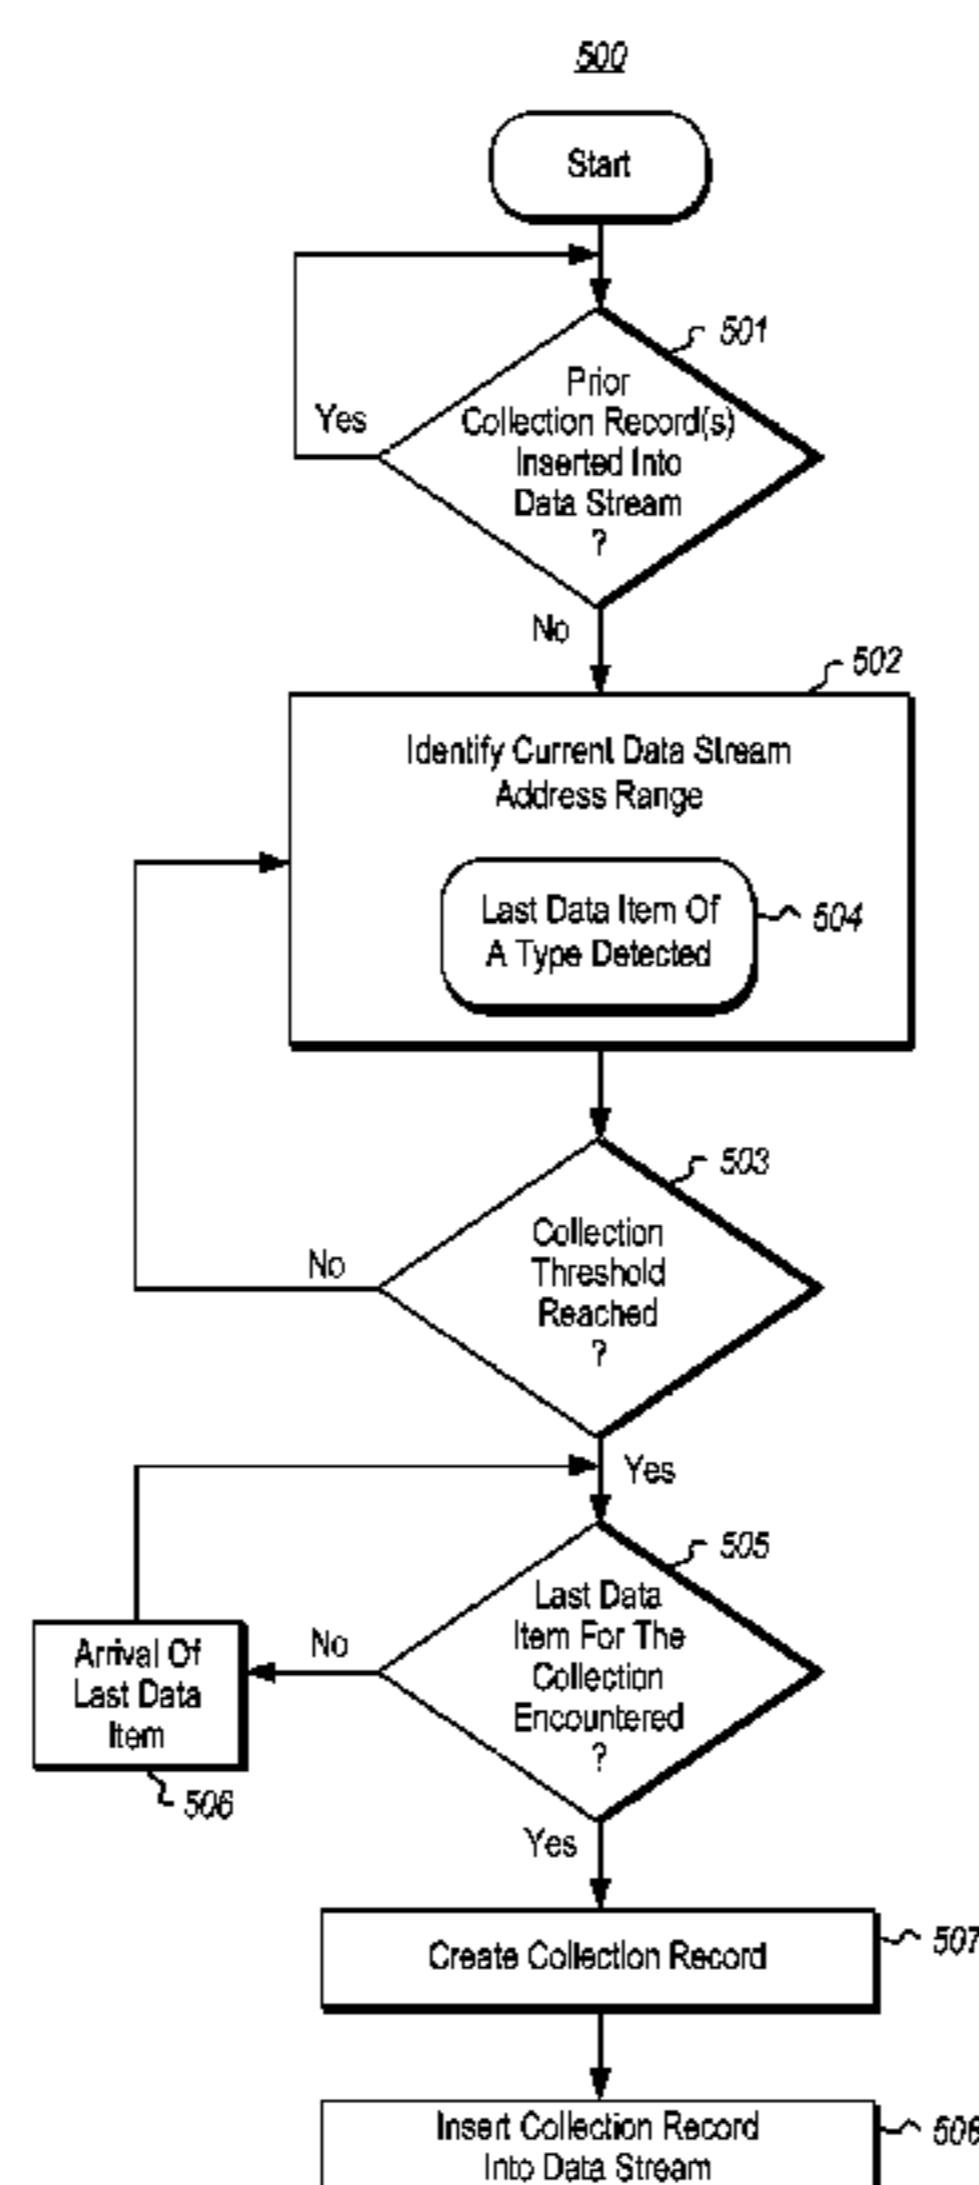 500
Start
501
Prior
Collection Record(s)
Inserted Into
Data Stream
?
Yes
No
502
Identify Current Data Stream
Address Range
Last Data Item Of
A Type Detected
504
503
Collection
Threshold
Reached
?
No
Yes
505
Last Data
Item For The
Collection
Encountered
?
No
Arrival Of
Last Data
Item
506
Yes
Create Collection Record
507
Insert Collection Record
Into Data Stream